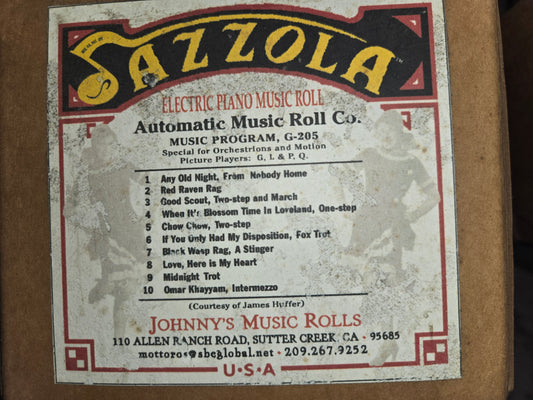 JAZZOLA
ELECTRIC PIANO MUSIC ROLL
Automatic Music Roll Co.
MUSIC PROGRAM, G-205
Special for Orchestrions and Motion
Picture Players: G, L & P, Q.
1 Any Old Night, From Nobody Home
2 Red Raven Rag
3 Good Scout, Two-step and March
4 When It's Blossom Time In Loveland, One-step
5 Chow Chow, Two-step
6 If You Only Had My Disposition, Fox Trot
7 Black Wasp Rag, A Stinger
8 Love, Here is My Heart
9 Midnight Trot
10 Omar Khayyam, Intermezzo
(Courtesy of James Huffer)
JOHNNY'S MUSIC ROLLS
110 ALLEN RANCH ROAD, SUTTER CREEK, CA • 95685
mottoros@sbcglobal.net • 209.267.9252
U·S·A